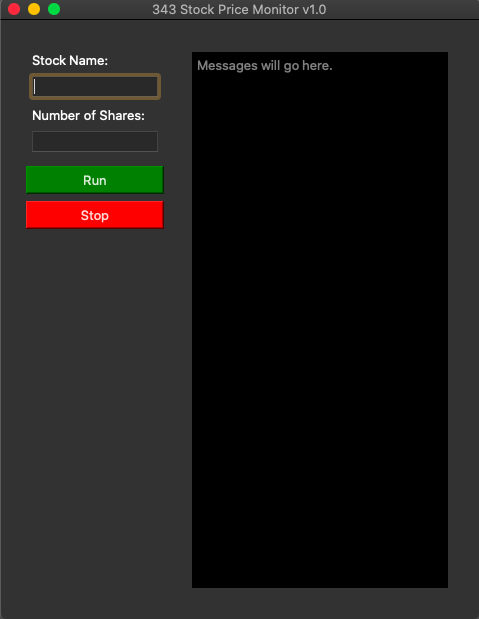 343 Stock Price Monitor v1.0
Stock Name:
Number of Shares:
Run
Stop
Messages will go here.